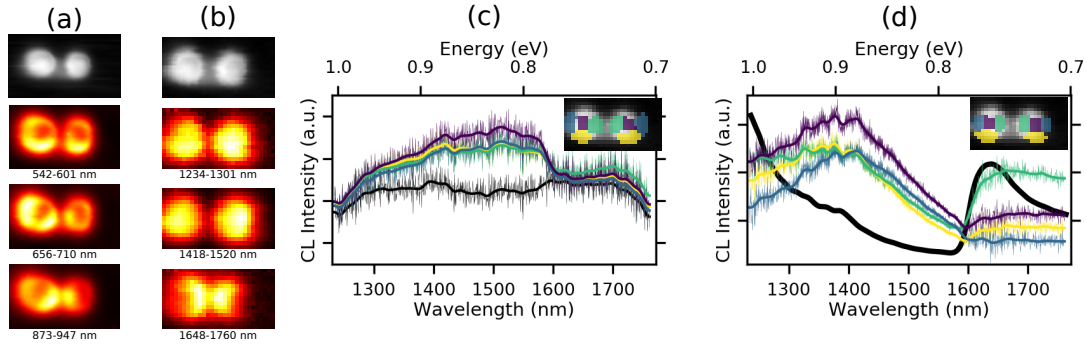 (a)
(b)
(c)
(d)
542-601 nm
656-710 nm
873-947 nm
1234-1301 nm
1418-1520 nm
1648-1760 nm
Energy (eV)
1.0 0.9 0.8 0.7
CL Intensity (a.u.)
1300 1400 1500 1600 1700
Wavelength (nm)
Energy (eV)
1.0 0.9 0.8 0.7
CL Intensity (a.u.)
1300 1400 1500 1600 1700
Wavelength (nm)